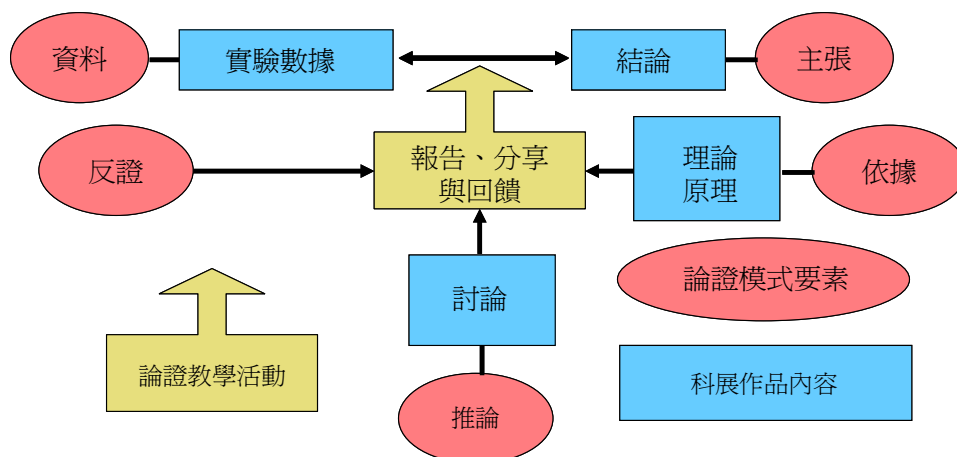 資料
實驗數據
結論
主張
反證
報告、分享
與回饋
理論
原理
依據
討論
論證模式要素
論證教學活動
科展作品內容
推論